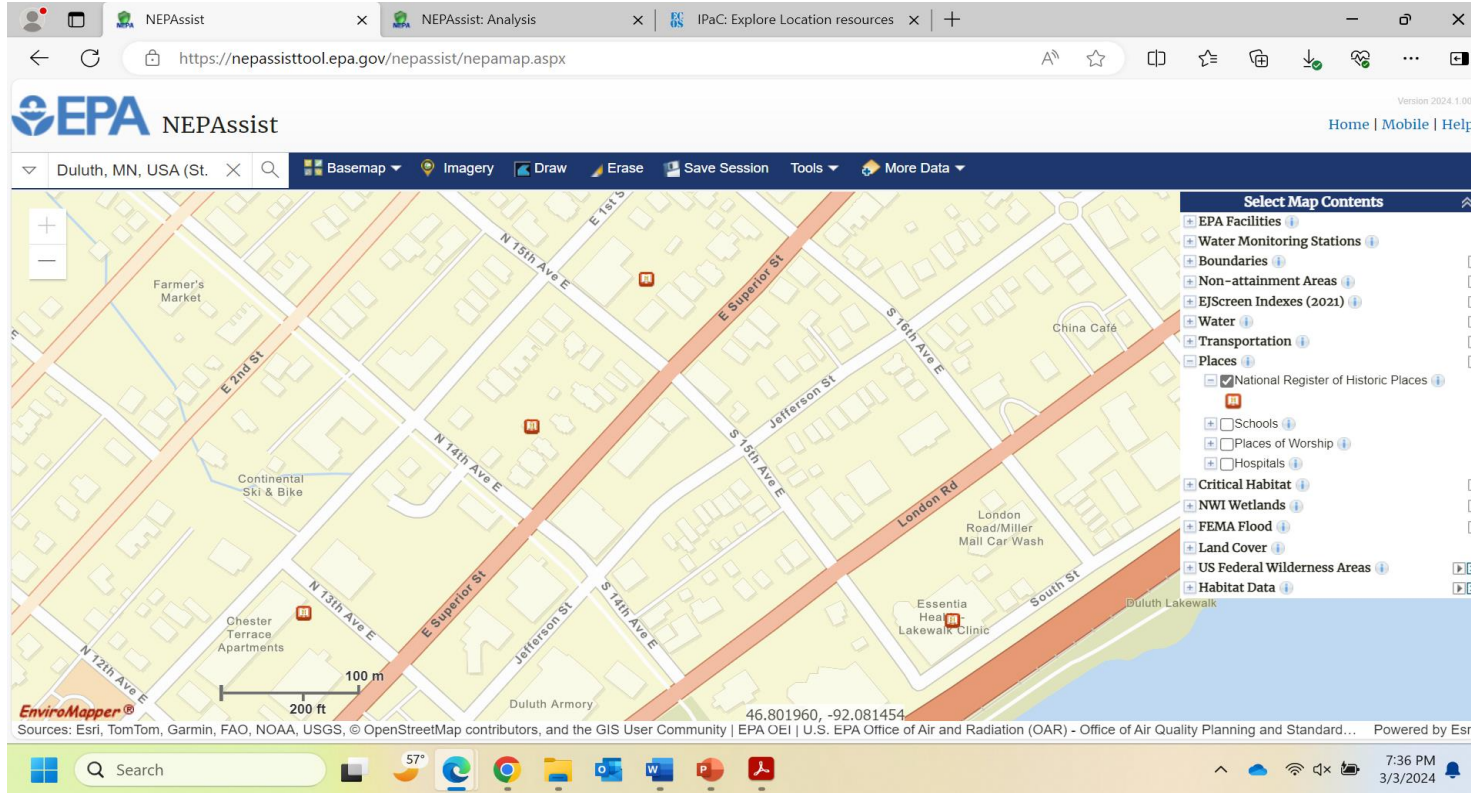 NEPAssist
NEPAssist: Analysis
IPaC: Explore Location resources
https://nepassisttool.epa.gov/nepassist/nepamap.aspx
EPA NEPAssist
Version 2024.1.00
Home | Mobile | Help
Duluth, MN, USA (St.
Basemap
Imagery
Draw
Erase
Save Session
Tools
More Data
Select Map Contents
EPA Facilities
Water Monitoring Stations
Boundaries
Non-attainment Areas
EJScreen Indexes (2021)
Water
Transportation
Places
National Register of Historic Places
Schools
Places of Worship
Hospitals
Critical Habitat
NWI Wetlands
FEMA Flood
Land Cover
US Federal Wilderness Areas
Habitat Data
E 1st S
N 15th Ave E
E Superior St
Farmer's
Market
S 16th Ave E
China Café
E 2nd St
Jefferson St
N 14th Ave E
S 15th Ave E
Continental
Ski & Bike
London Rd
London
Road/Miller
Mall Car Wash
N 13th Ave E
E Superior St
S 14th Ave E
South St
Duluth Lakewalk
Essentia
Lakewalk Clinic
Chester
Terrace
Apartments
Jefferson St
N 12th Ave E
100 m
200 ft
Duluth Armory
46.801960, -92.081454
EnviroMapper ®
Sources: Esri, TomTom, Garmin, FAO, NOAA, USGS, © OpenStreetMap contributors, and the GIS User Community | EPA OEI | U.S. EPA Office of Air and Radiation (OAR) - Office of Air Quality Planning and Standard… Powered by Esr
57°
Search
7:36 PM
3/3/2024